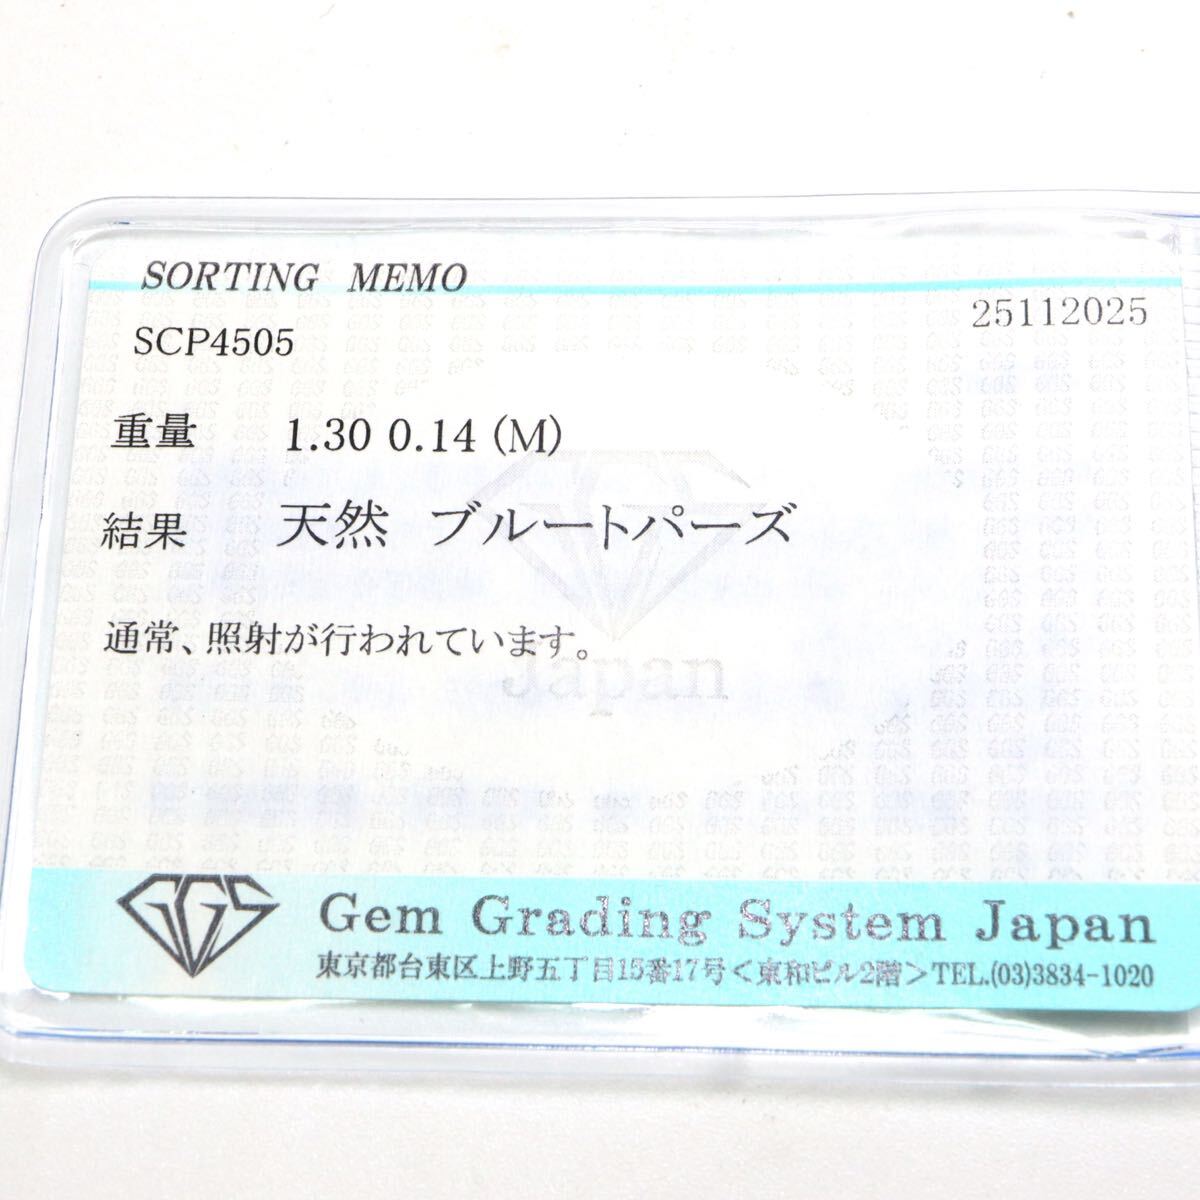 SORTING MEMO
25112025
SCP4505
重量 1.30 0.14 (M)
結果 天然 ブルートパーズ
通常、照射が行われています。
Japan
GGS
Gem Grading System Japan
東京都台東区上野五丁目15番17号＜東和ビル2階＞TEL.(03)3834-1020